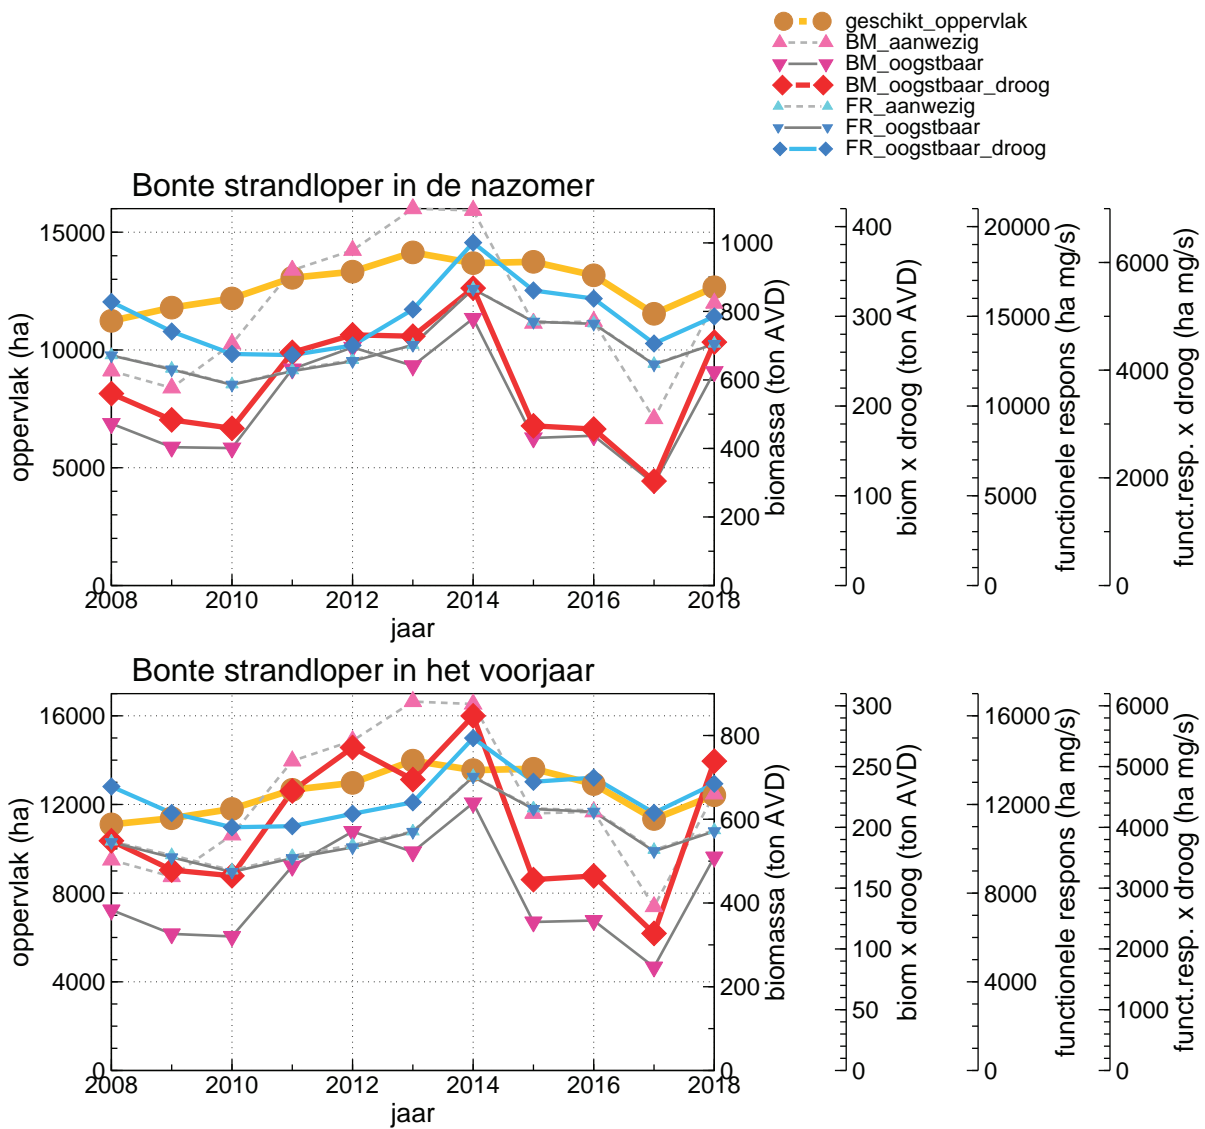 geschikt_oppervlak
BM_aanwezig
BM_oogstbaar
BM_oogstbaar_droog
FR_aanwezig
FR_oogstbaar
FR_oogstbaar_droog
Bonte strandloper in de nazomer
oppervlak (ha)
15000
10000
5000
0
2008 2010 2012 2014 2016 2018
jaar
1000
800
600
400
200
0
biomassa (ton AVD)
400
300
200
100
0
biom x droog (ton AVD)
20000
15000
10000
5000
0
functionele respons (ha mg/s)
6000
4000
2000
0
funct.resp. x droog (ha mg/s)
Bonte strandloper in het voorjaar
oppervlak (ha)
16000
12000
8000
4000
0
2008 2010 2012 2014 2016 2018
jaar
800
600
400
200
0
biomassa (ton AVD)
300
250
200
150
100
50
0
biom x droog (ton AVD)
16000
12000
8000
4000
0
functionele respons (ha mg/s)
6000
5000
4000
3000
2000
1000
0
funct.resp. x droog (ha mg/s)